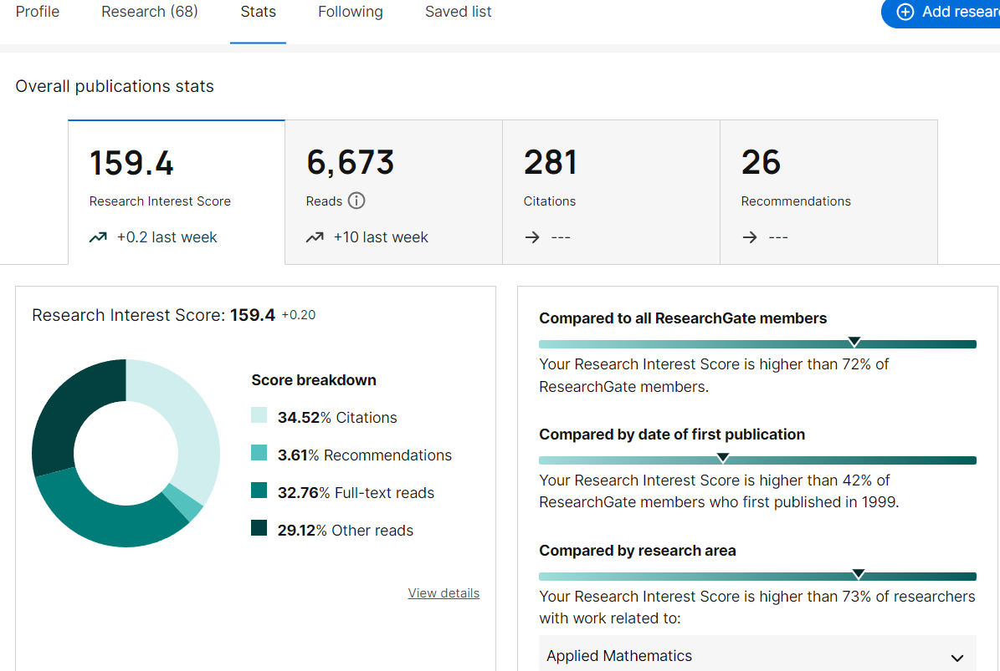 Profile Research (68) Stats Following Saved list Add resear
Overall publications stats
159.4 6,673 281 26
Research Interest Score Reads Citations Recommendations
+0.2 last week +10 last week --- ---
Research Interest Score: 159.4 +0.20
Score breakdown
34.52% Citations
3.61% Recommendations
32.76% Full-text reads
29.12% Other reads
View details
Compared to all ResearchGate members
Your Research Interest Score is higher than 72% of
ResearchGate members.
Compared by date of first publication
Your Research Interest Score is higher than 42% of
ResearchGate members who first published in 1999.
Compared by research area
Your Research Interest Score is higher than 73% of researchers
with work related to:
Applied Mathematics